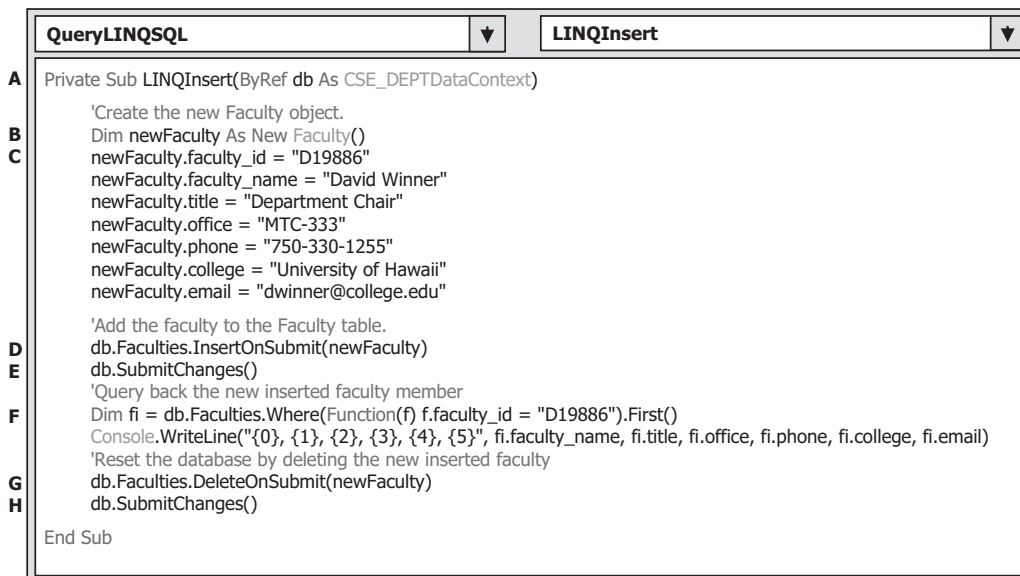 QueryLINQSQL LINQInsert
A Private Sub LINQInsert(ByRef db As CSE_DEPTDataContext)
'Create the new Faculty object.
B Dim newFaculty As New Faculty()
C newFaculty.faculty_id = "D19886"
newFaculty.faculty_name = "David Winner"
newFaculty.title = "Department Chair"
newFaculty.office = "MTC-333"
newFaculty.phone = "750-330-1255"
newFaculty.college = "University of Hawaii"
newFaculty.email = "dwinner@college.edu"
'Add the faculty to the Faculty table.
D db.Faculties.InsertOnSubmit(newFaculty)
E db.SubmitChanges()
'Query back the new inserted faculty member
F Dim fi = db.Faculties.Where(Function(f) f.faculty_id = "D19886").First()
Console.WriteLine("{0}, {1}, {2}, {3}, {4}, {5}", fi.faculty_name, fi.title, fi.office, fi.phone, fi.college, fi.email)
'Reset the database by deleting the new inserted faculty
G db.Faculties.DeleteOnSubmit(newFaculty)
H db.SubmitChanges()
End Sub